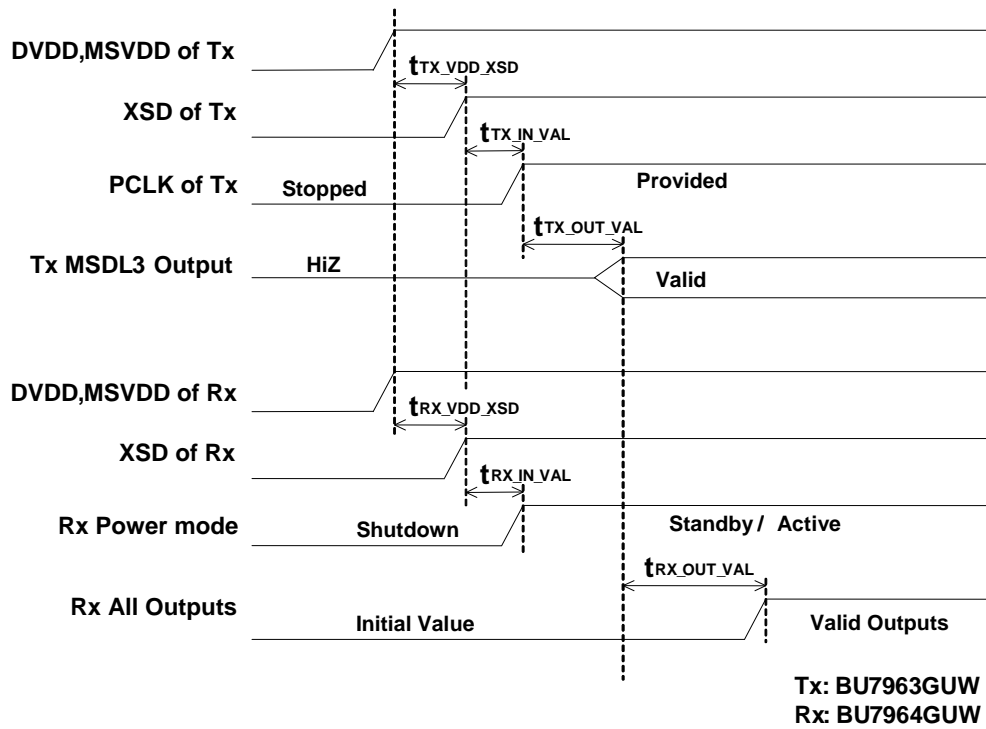 DVDD,MSVDD of Tx
tTX_VDD_XSD
XSD of Tx
tTX_IN_VAL
PCLK of Tx
Stopped
Provided
tTX_OUT_VAL
Tx MSDL3 Output
HiZ
Valid
DVDD,MSVDD of Rx
tRX_VDD_XSD
XSD of Rx
tRX_IN_VAL
Rx Power mode
Shutdown
Standby / Active
tRX_OUT_VAL
Rx All Outputs
Initial Value
Valid Outputs
Tx: BU7963GUW
Rx: BU7964GUW